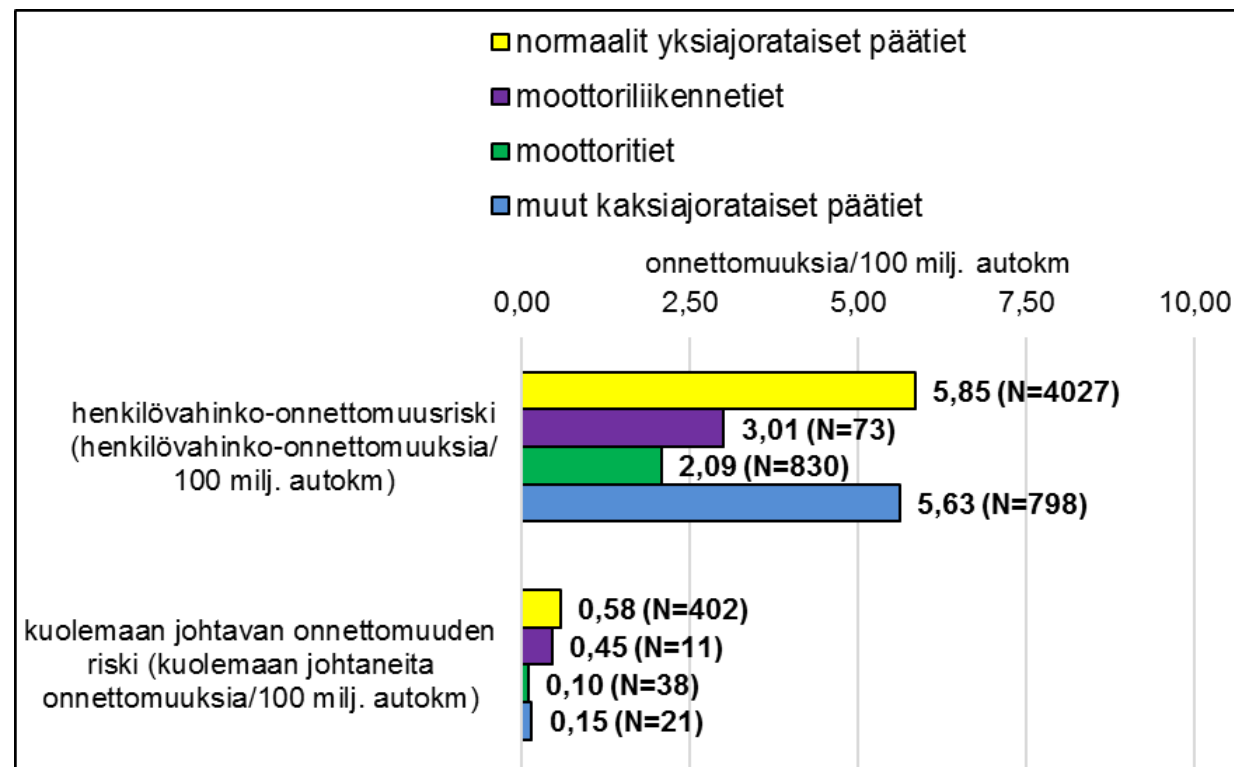 normaalit yksiajorataiset päätiet
moottoriliikennetiet
moottoritiet
muut kaksiajorataiset päätiet
onnettomuuksia/100 milj. autokm
0,00 2,50 5,00 7,50 10,00
henkilövahinko-onnettomuusriski
(henkilövahinko-onnettomuuksia/
100 milj. autokm)
5,85 (N=4027)
3,01 (N=73)
2,09 (N=830)
5,63 (N=798)
kuolemaan johtavan onnettomuuden
riski (kuolemaan johtaneita
onnettomuuksia/100 milj. autokm)
0,58 (N=402)
0,45 (N=11)
0,10 (N=38)
0,15 (N=21)